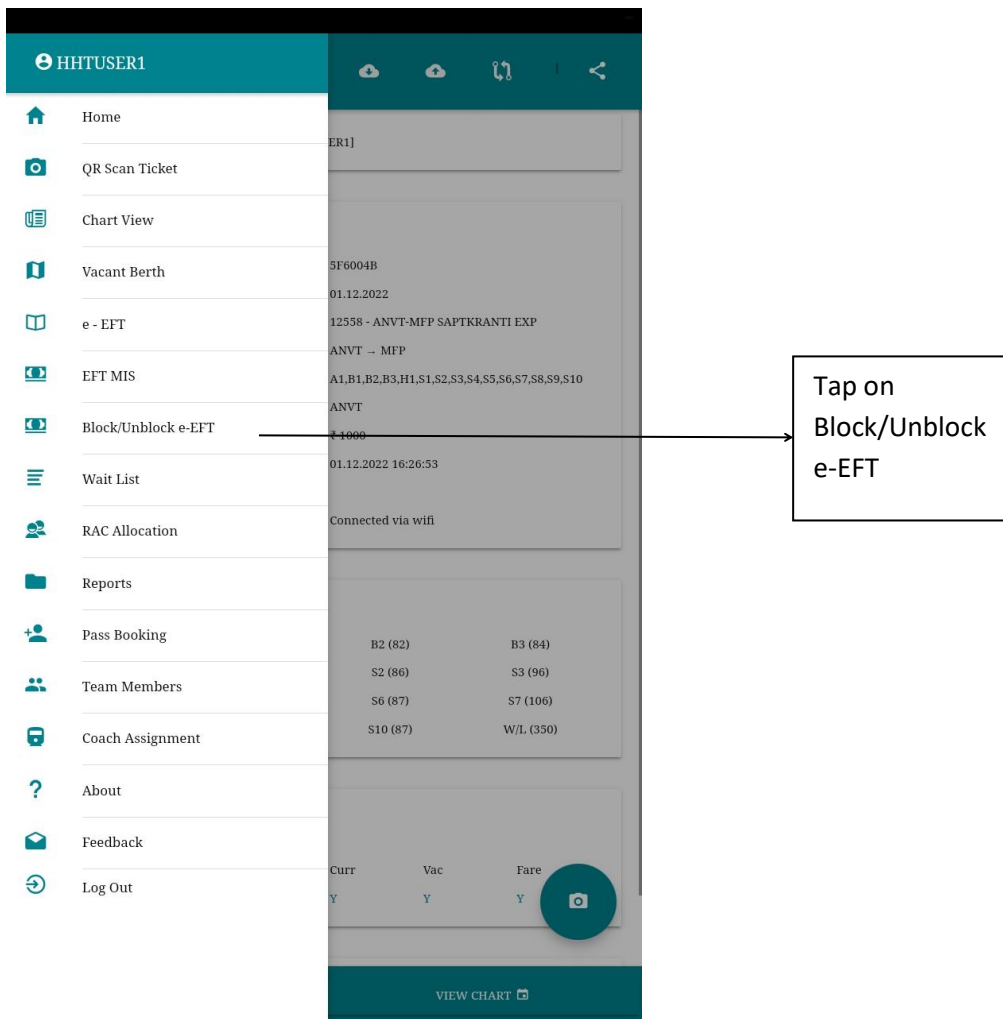 HHTUSER1
Home
QR Scan Ticket
Chart View
Vacant Berth
e - EFT
EFT MIS
Block/Unblock e-EFT
Wait List
RAC Allocation
Reports
Pass Booking
Team Members
Coach Assignment
About
Feedback
Log Out
ER1]
5F6004B
01.12.2022
12558 - ANVT-MFP SAPTKRANTI EXP
ANVT → MFP
A1,B1,B2,B3,H1,S1,S2,S3,S4,S5,S6,S7,S8,S9,S10
ANVT
₹ 1000
01.12.2022 16:26:53
Connected via wifi
B2 (82) B3 (84)
S2 (86) S3 (96)
S6 (87) S7 (106)
S10 (87) W/L (350)
Curr Vac Fare
Y Y Y
VIEW CHART
Tap on
Block/Unblock
e-EFT